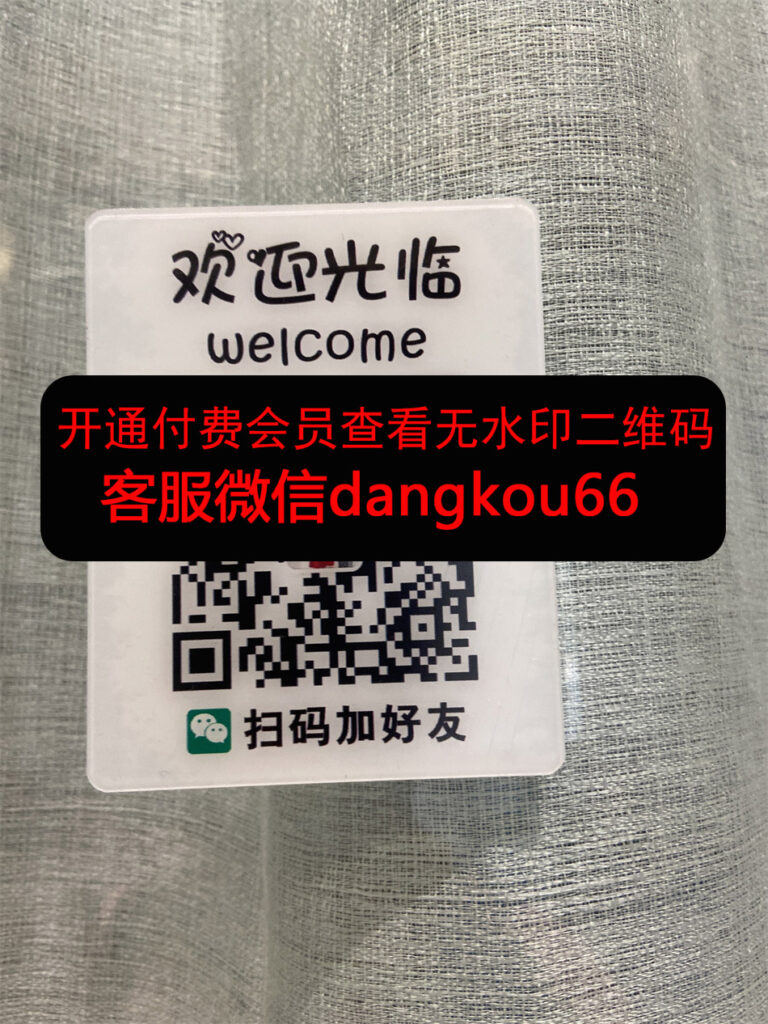 欢迎光临
welcome
开通付费会员查看无水印二维码
客服微信dangkou66
扫码加好友